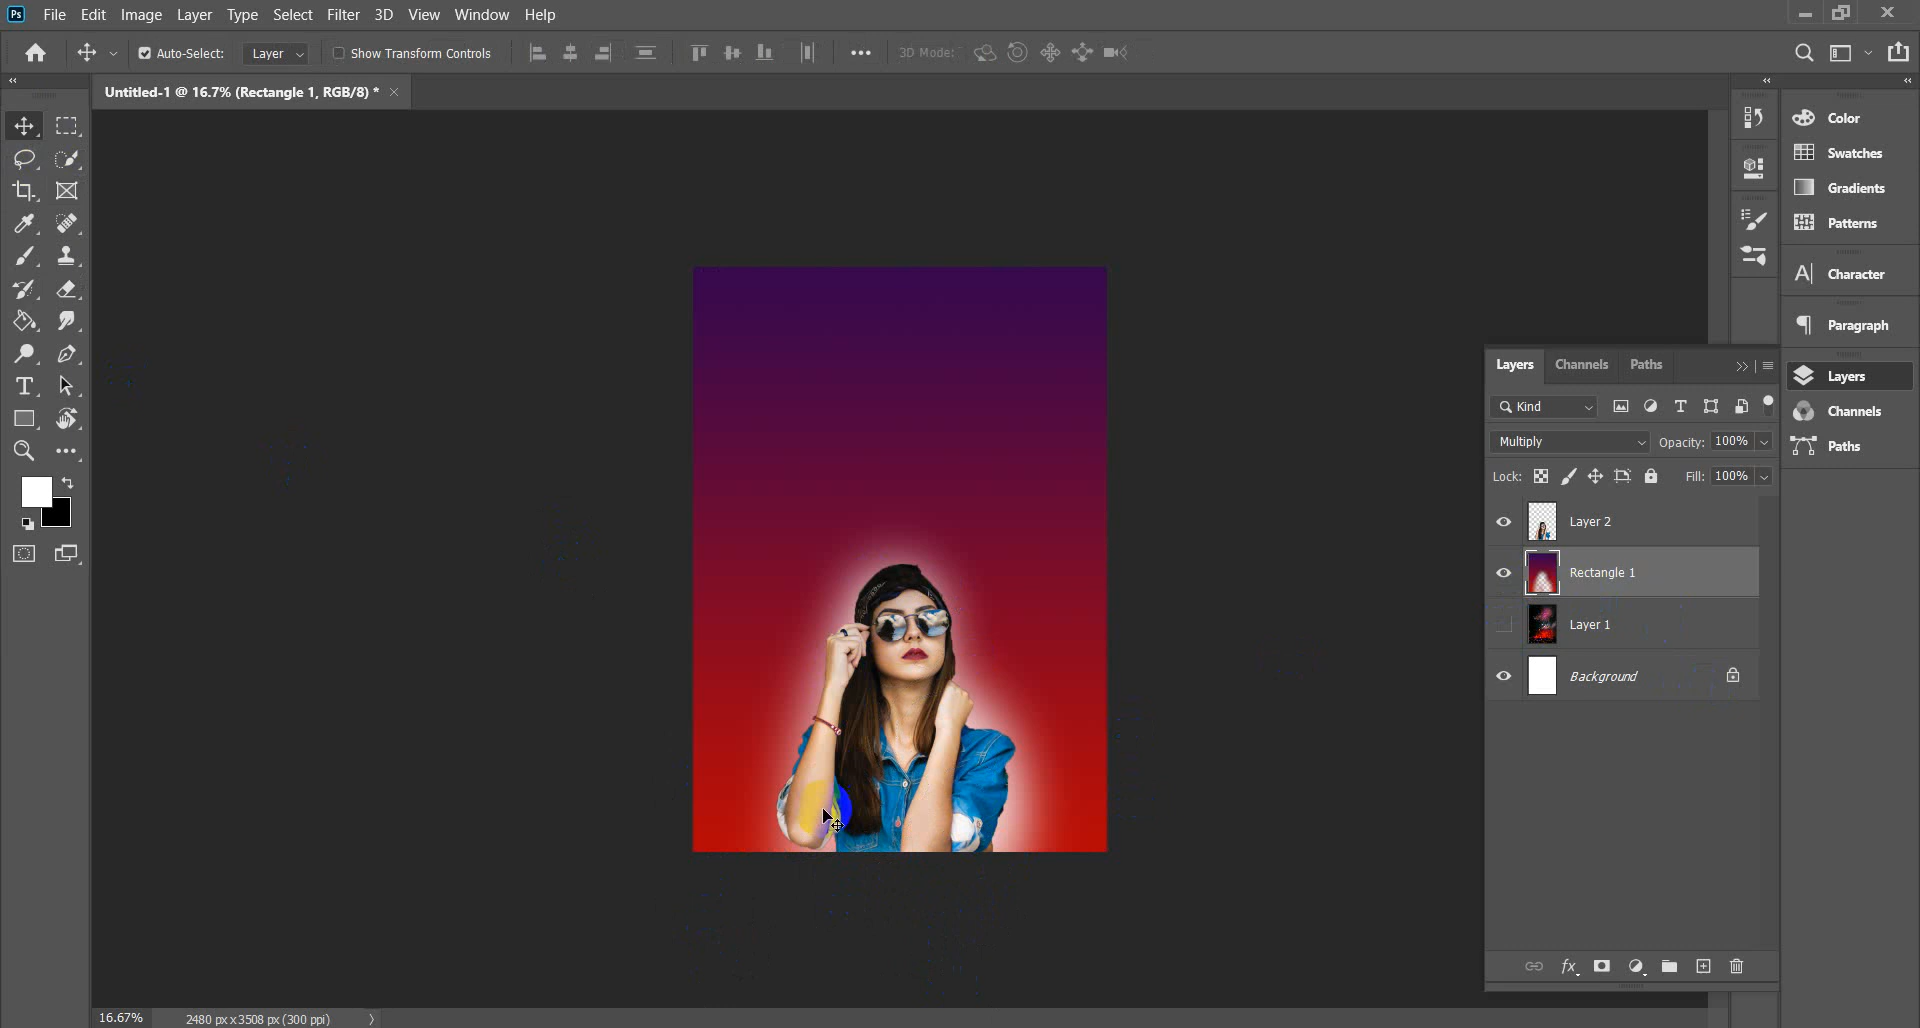 Ps File Edit Image Layer Type Select Filter 3D View Window Help
Auto-Select: Layer Show Transform Controls 3D Mode:
Untitled-1 @ 16.7% (Rectangle 1, RGB/8) *
Color
Swatches
Gradients
Patterns
Character
Paragraph
Layers
Channels
Paths
Layers Channels Paths
Kind
Multiply Opacity: 100%
Lock: Fill: 100%
Layer 2
Rectangle 1
Layer 1
Background
fx
16.67% 2480 px x 3508 px (300 ppi)